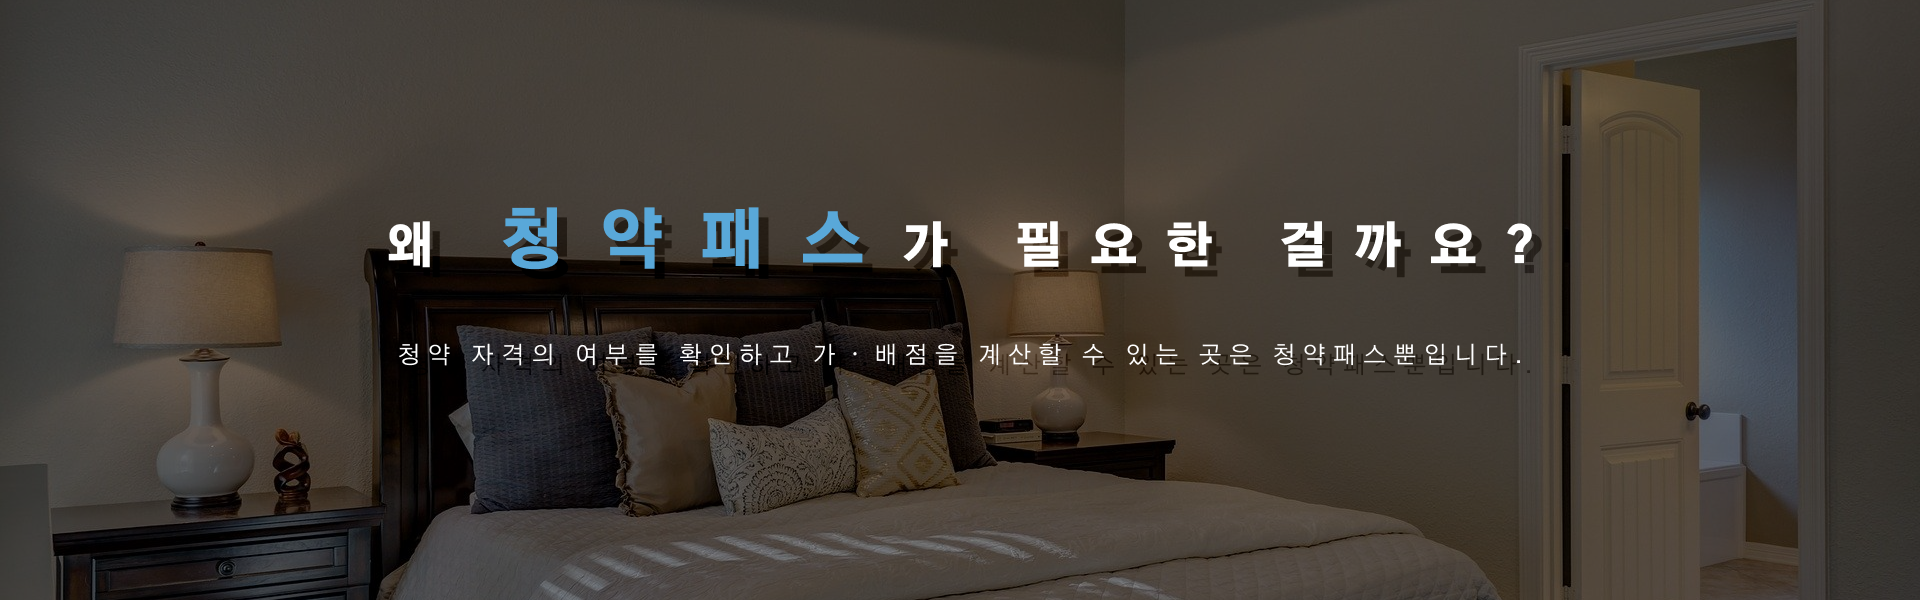 왜 청약패스가 필요한 걸까요?
청약 자격의 여부를 확인하고 가 · 배점을 계산할 수 있는 곳은 청약패스뿐입니다.